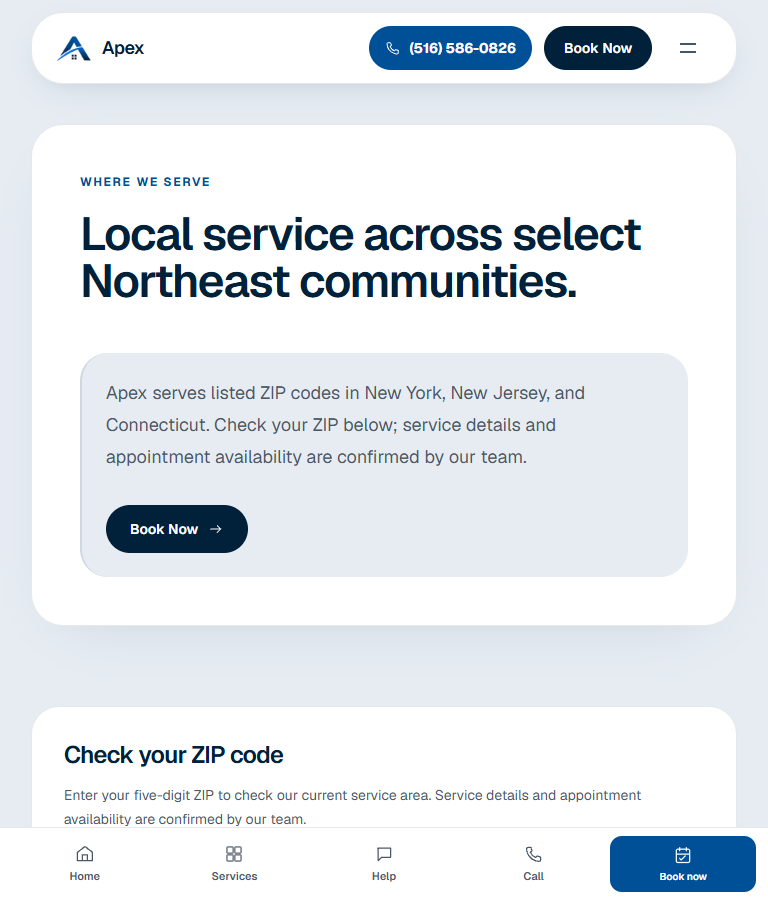 Apex
(516) 586-0826
Book Now
WHERE WE SERVE
Local service across select
Northeast communities.
Apex serves listed ZIP codes in New York, New Jersey, and
Connecticut. Check your ZIP below; service details and
appointment availability are confirmed by our team.
Book Now
Check your ZIP code
Enter your five-digit ZIP to check our current service area. Service details and appointment
availability are confirmed by our team.
Home
Services
Help
Call
Book now